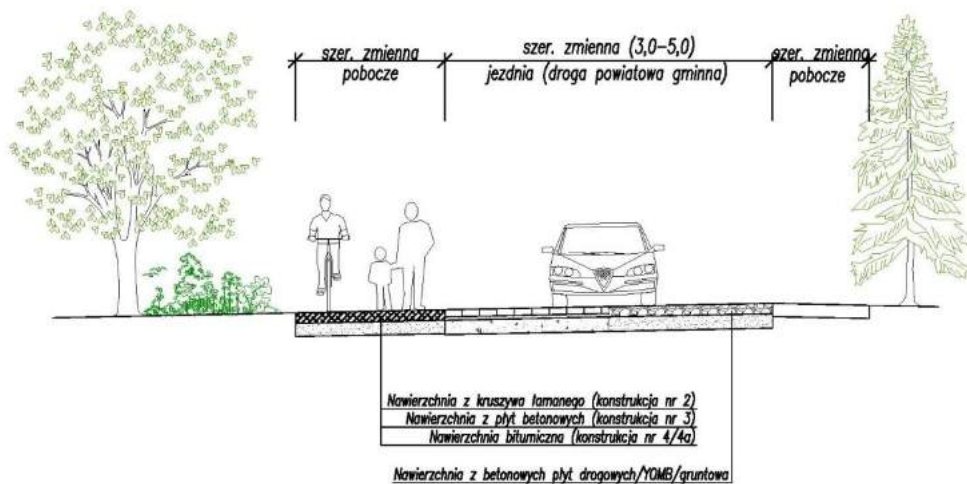 szer. zmienna
pobocze
szer. zmienna (3,0–5,0)
jezdnia (droga powiatowa gminna)
szer. zmienna
pobocze
Nawierzchnia z kruszywa łamanego (konstrukcja nr 2)
Nawierzchnia z płyt betonowych (konstrukcja nr 3)
Nawierzchnia bitumiczna (konstrukcja nr 4/4a)
Nawierzchnia z betonowych płyt drogowych/YOMB/gruntowa